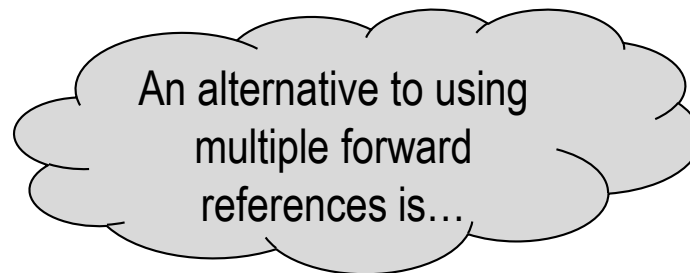 An alternative to using
multiple forward
references is…